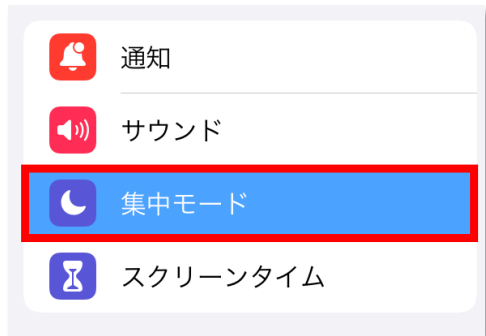 通知
サウンド
集中モード
スクリーンタイム